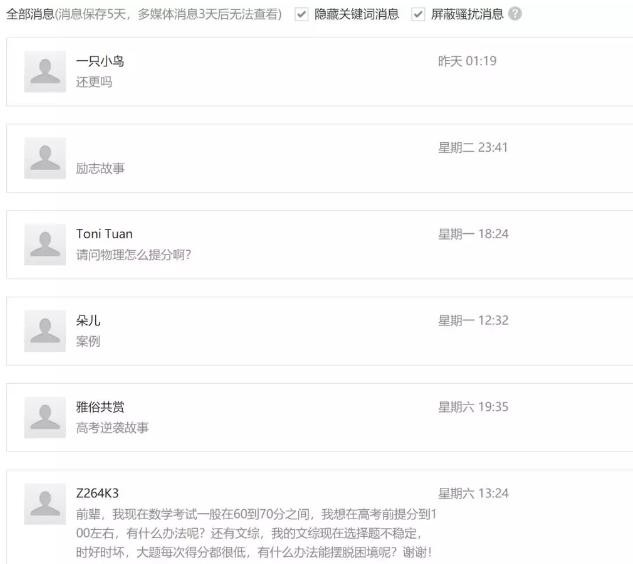 全部消息(消息保存5天，多媒体消息3天后无法查看) 隐藏关键词消息 屏蔽骚扰消息 ?
一只小鸟 昨天 01:19
还更吗
星期二 23:41
励志故事
Toni Tuan 星期一 18:24
请问物理怎么提分啊?
朵儿 星期一 12:32
案例
雅俗共赏 星期六 19:35
高考逆袭故事
Z264K3 星期六 13:24
前辈，我现在数学考试一般在60到70分之间，我想在高考前提分到1
00左右，有什么办法呢？还有文综，我的文综现在选择题不稳定，
时好时坏，大题每次得分都很低，有什么办法能摆脱困境呢？谢谢！